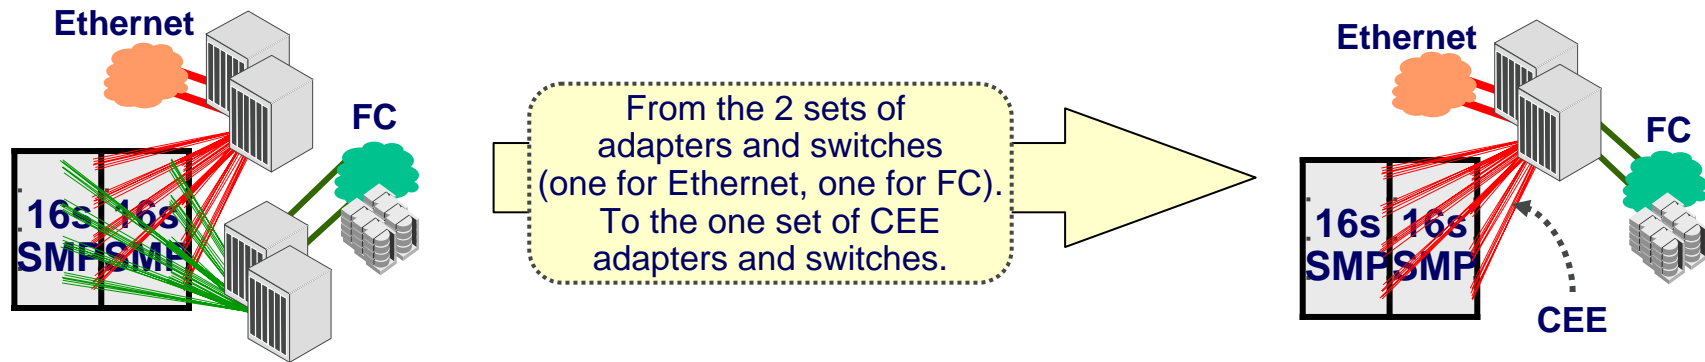 Ethernet
FC
16s 16s
SMP SMP
From the 2 sets of
adapters and switches
(one for Ethernet, one for FC).
To the one set of CEE
adapters and switches.
Ethernet
FC
16s 16s
SMP SMP
CEE